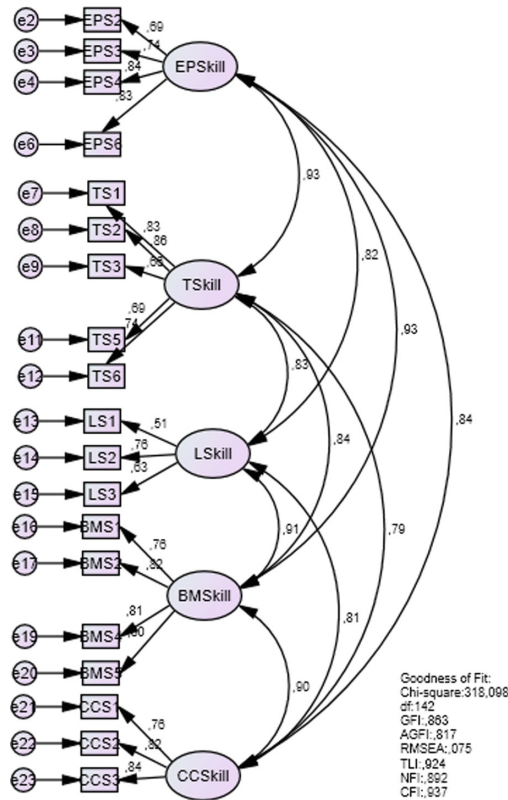 e2 EPS2 ,69
e3 EPS3 ,74
e4 EPS4 ,84
EPSkill
,83
e6 EPS6
e7 TS1
,93
e8 TS2 ,83
,86
,82
e9 TS3
TSkill
,69
e11 TS5 ,74
,93
e12 TS6
,83
e13 LS1 ,51
,84
,84
e14 LS2 ,76
LSkill
e15 LS3 ,63
e16 BMS1
,76
,91
,79
e17 BMS2 ,82
BMSkill
,81
e19 BMS4
,81
e20 BMS5
,90
e21 CCS1
,76
e22 CCS2 ,82
CCSkill
e23 CCS3 ,84
Goodness of Fit:
Chi-square:318,098
df:142
GFI:,863
AGFI:,817
RMSEA:,075
TLI:,924
NFI:,892
CFI:,937